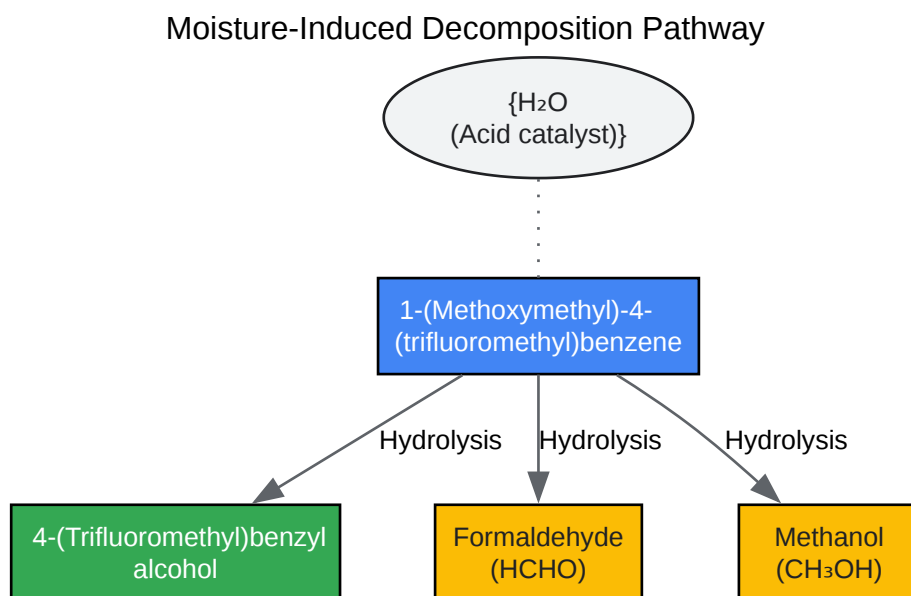 Moisture-Induced Decomposition Pathway
{H₂O
(Acid catalyst)}
1-(Methoxymethyl)-4-
(trifluoromethyl)benzene
Hydrolysis
Hydrolysis
Hydrolysis
4-(Trifluoromethyl)benzyl
alcohol
Formaldehyde
(HCHO)
Methanol
(CH₃OH)